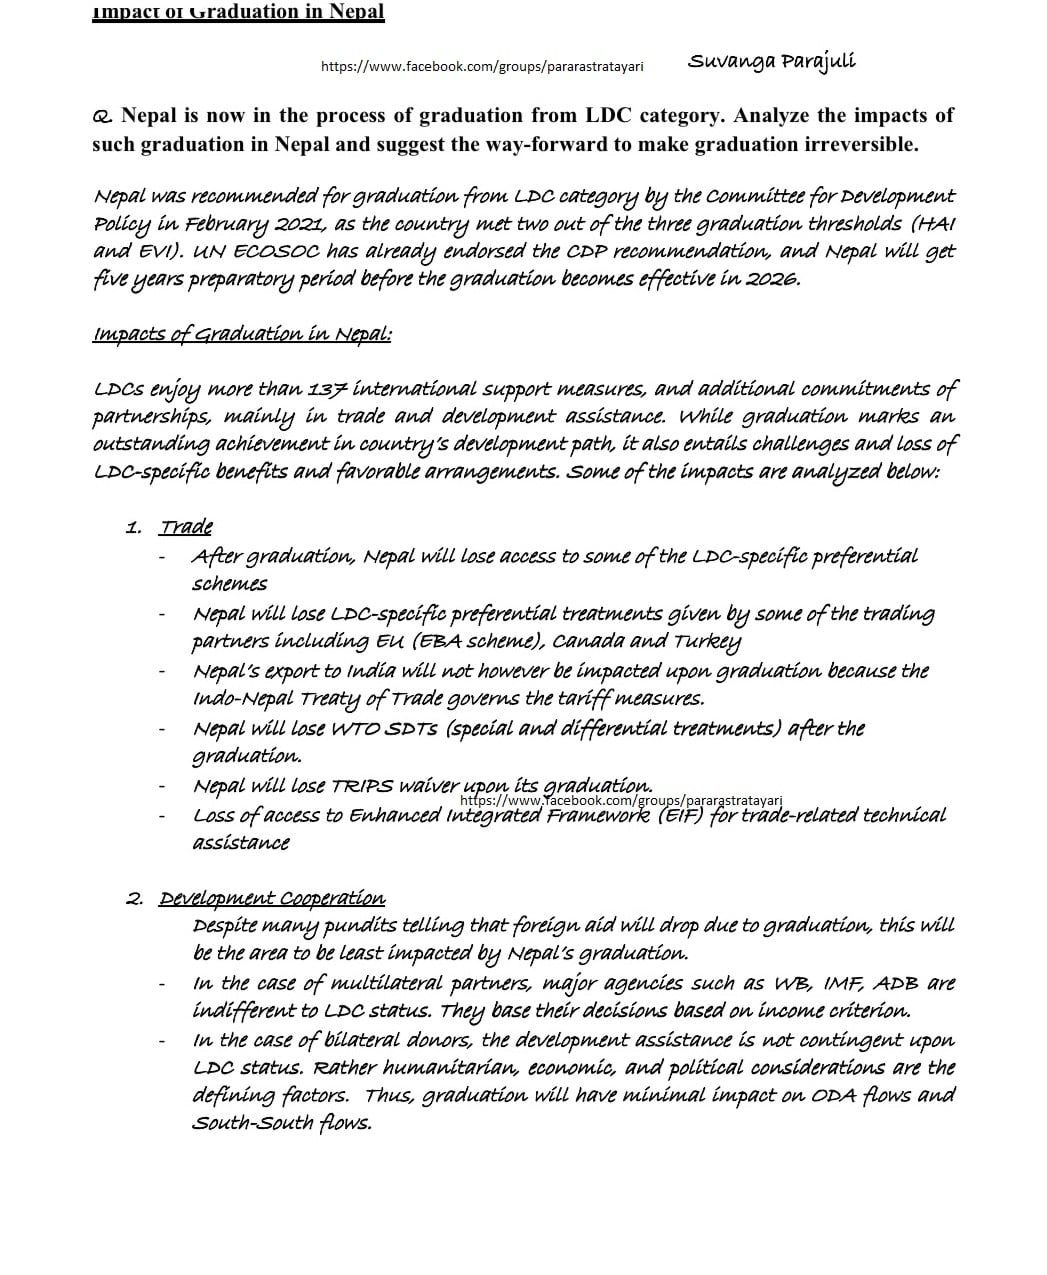 Impact of Graduation in Nepal
https://www.facebook.com/groups/pararastratayari
Suvanga Parajuli
Q. Nepal is now in the process of graduation from LDC category. Analyze the impacts of
such graduation in Nepal and suggest the way-forward to make graduation irreversible.
Nepal was recommended for graduation from LDC category by the Committee for Development
Policy in February 2021, as the country met two out of the three graduation thresholds (HAI
and EVI). UN ECOSOC has already endorsed the CDP recommendation, and Nepal will get
five years preparatory period before the graduation becomes effective in 2026.
Impacts of Graduation in Nepal:
LDCs enjoy more than 137 international support measures, and additional commitments of
partnerships, mainly in trade and development assistance. While graduation marks an
outstanding achievement in country's development path, it also entails challenges and loss of
LDC-specific benefits and favorable arrangements. Some of the impacts are analyzed below:
1. Trade
- After graduation, Nepal will lose access to some of the LDC-specific preferential
schemes
- Nepal will lose LDC-specific preferential treatments given by some of the trading
partners including EU (EBA scheme), Canada and Turkey
- Nepal's export to India will not however be impacted upon graduation because the
Indo-Nepal Treaty of Trade governs the tariff measures.
- Nepal will lose WTO SDTs (special and differential treatments) after the
graduation.
- Nepal will lose TRIPS waiver upon its graduation.
https://www.facebook.com/groups/pararastratayari
- Loss of access to Enhanced Integrated Framework (EIF) for trade-related technical
assistance
2. Development Cooperation
Despite many pundits telling that foreign aid will drop due to graduation, this will
be the area to be least impacted by Nepal's graduation.
- In the case of multilateral partners, major agencies such as WB, IMF, ADB are
indifferent to LDC status. They base their decisions based on income criterion.
- In the case of bilateral donors, the development assistance is not contingent upon
LDC status. Rather humanitarian, economic, and political considerations are the
defining factors. Thus, graduation will have minimal impact on ODA flows and
South-South flows.